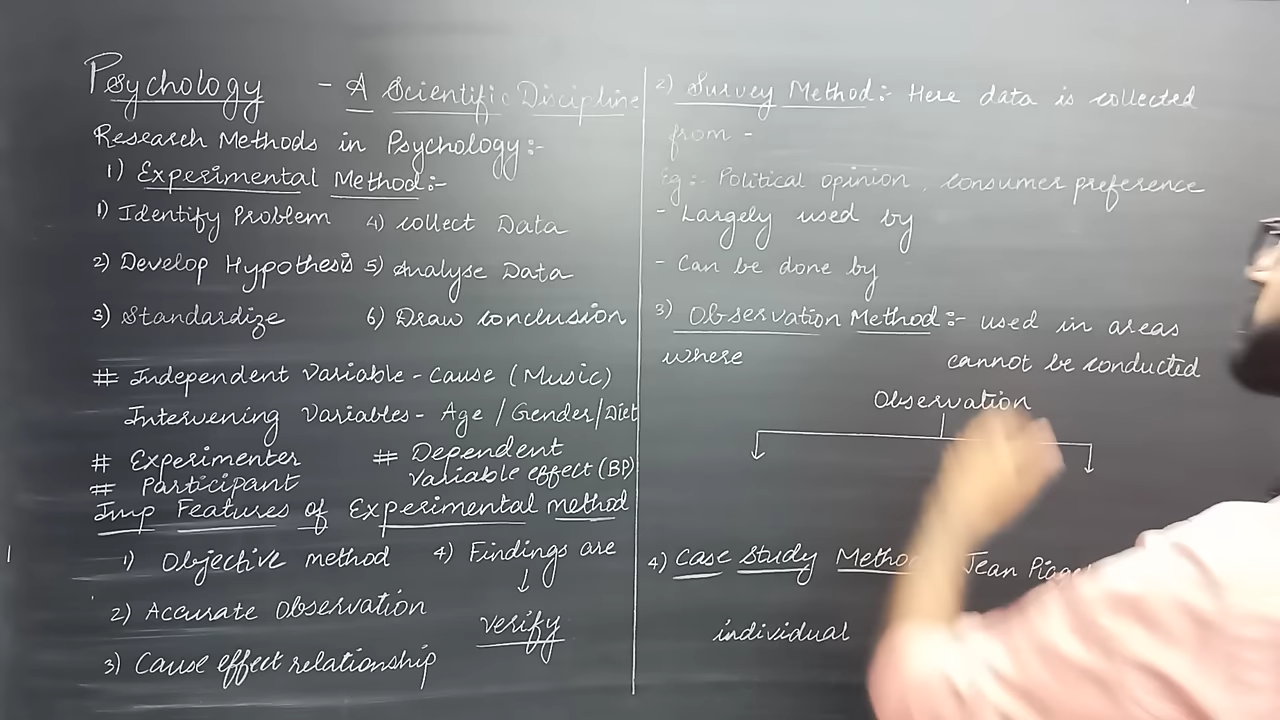 Psychology - A Scientific Discipline
Research Methods in Psychology:-
1) Experimental Method:-
1) Identify Problem 4) collect Data
2) Develop Hypothesis 5) Analyse Data
3) Standardize 6) Draw conclusion
# Independent Variable - Cause (Music)
Intervening Variables - Age / Gender/Diet
# Experimenter # Dependent
# Participant Variable effect (BP)
Imp Features of Experimental method
1) Objective method 4) Findings are
↓
2) Accurate Observation verify
3) Cause effect relationship
2) Survey Method:- Here data is collected
from -
Eg:- Political opinion, consumer preference
- Largely used by
- Can be done by
3) Observation Method:- used in areas
where cannot be conducted
Observation
4) Case Study Jean
individual